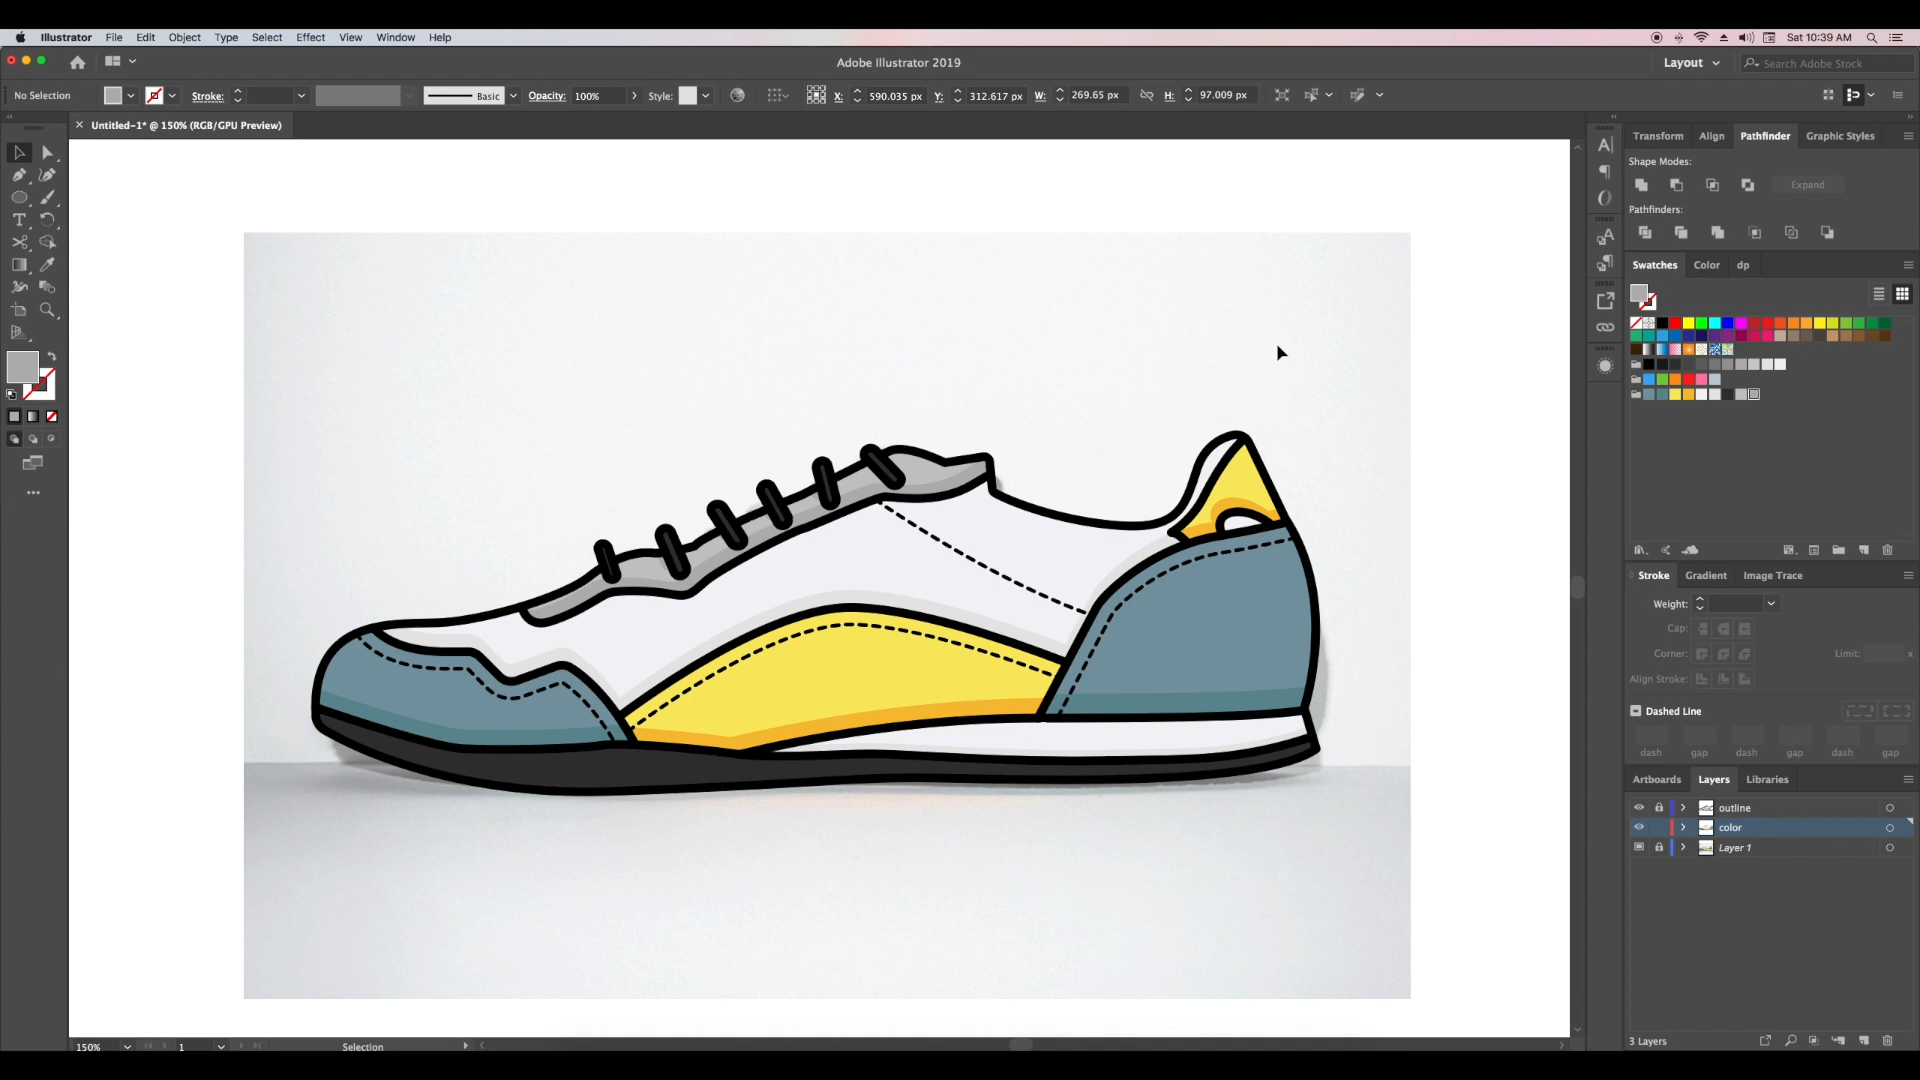 Illustrator File Edit Object Type Select Effect View Window Help Sat 10:39 AM
Adobe Illustrator 2019 Layout Search Adobe Stock
No Selection Stroke: Basic Opacity: 100% Style: X: 590.035 px Y: 312.617 px W: 269.65 px H: 97.009 px
Untitled-1* @ 150% (RGB/GPU Preview)
Transform Align Pathfinder Graphic Styles
Shape Modes:
Expand
Pathfinders:
Swatches Color dp
Stroke Gradient Image Trace
Weight:
Cap:
Corner: Limit: x
Align Stroke:
Dashed Line
dash gap dash gap dash gap
Artboards Layers Libraries
outline
color
Layer 1
3 Layers
150% 1 Selection